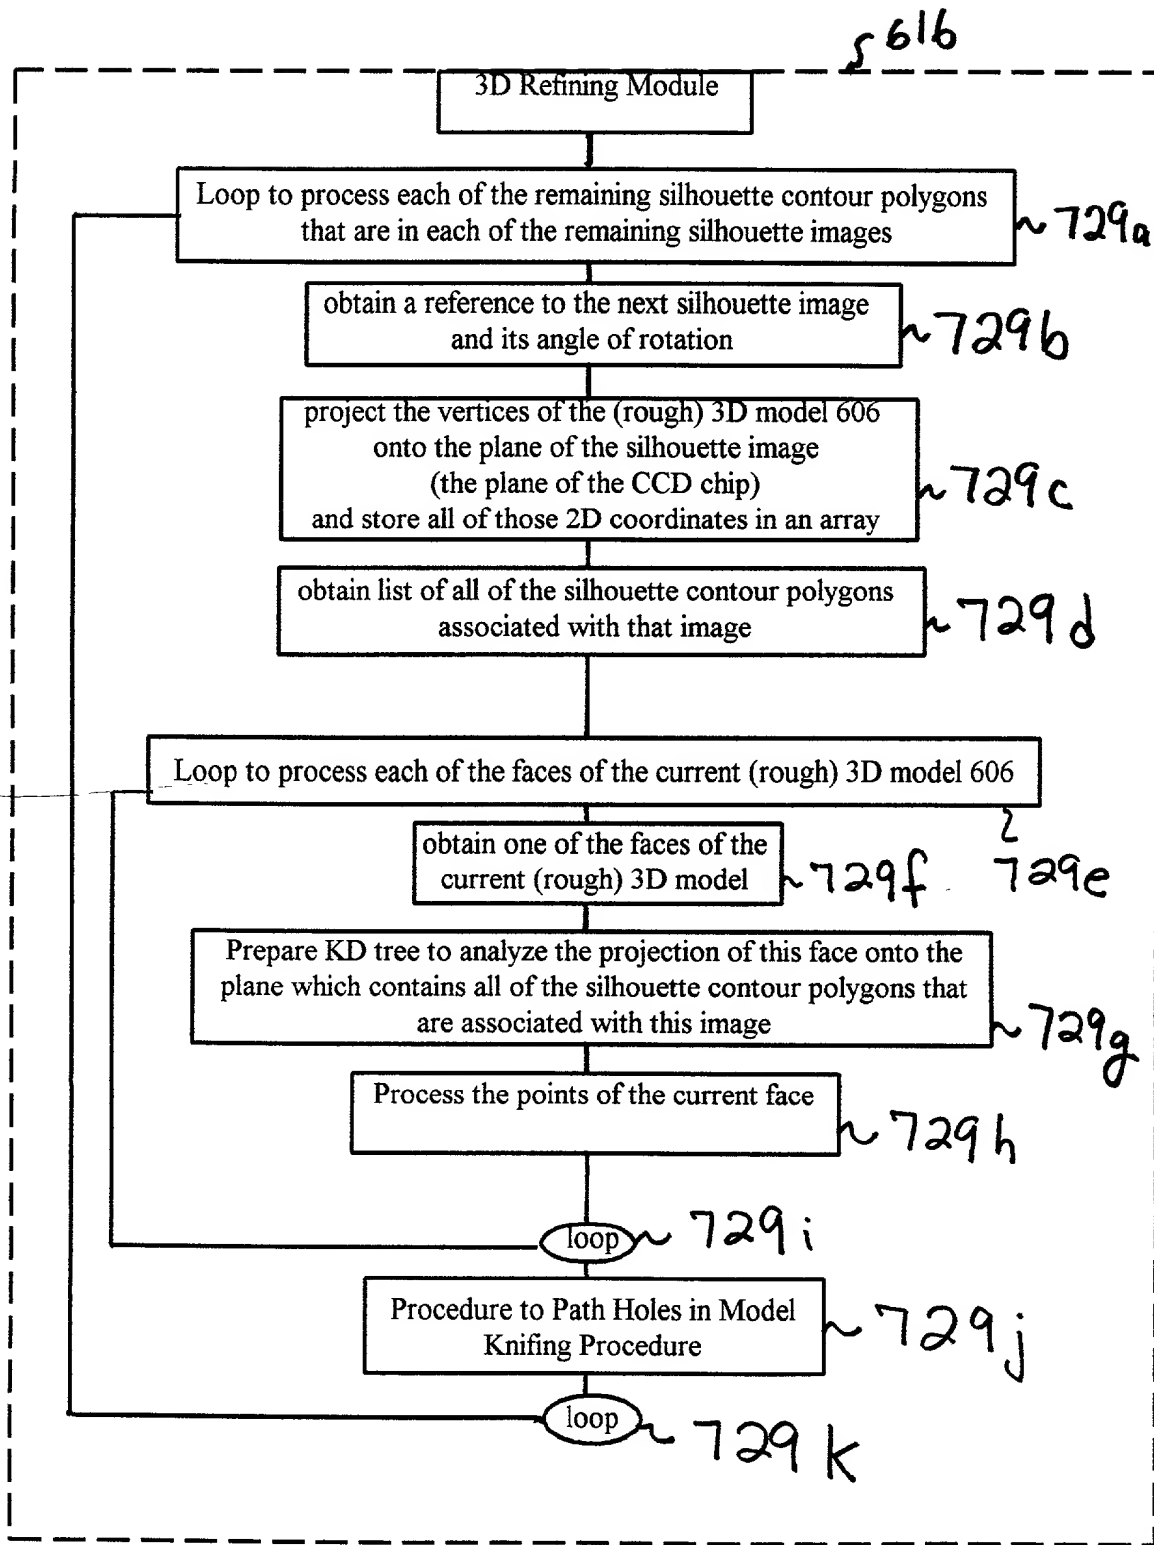 616
3D Refining Module
Loop to process each of the remaining silhouette contour polygons
that are in each of the remaining silhouette images
729a
obtain a reference to the next silhouette image
and its angle of rotation
729b
project the vertices of the (rough) 3D model 606
onto the plane of the silhouette image
(the plane of the CCD chip)
and store all of those 2D coordinates in an array
729c
obtain list of all of the silhouette contour polygons
associated with that image
729d
Loop to process each of the faces of the current (rough) 3D model 606
729e
obtain one of the faces of the
current (rough) 3D model
729f
Prepare KD tree to analyze the projection of this face onto the
plane which contains all of the silhouette contour polygons that
are associated with this image
729g
Process the points of the current face
729h
loop
729i
Procedure to Path Holes in Model
Knifing Procedure
729j
loop
729k